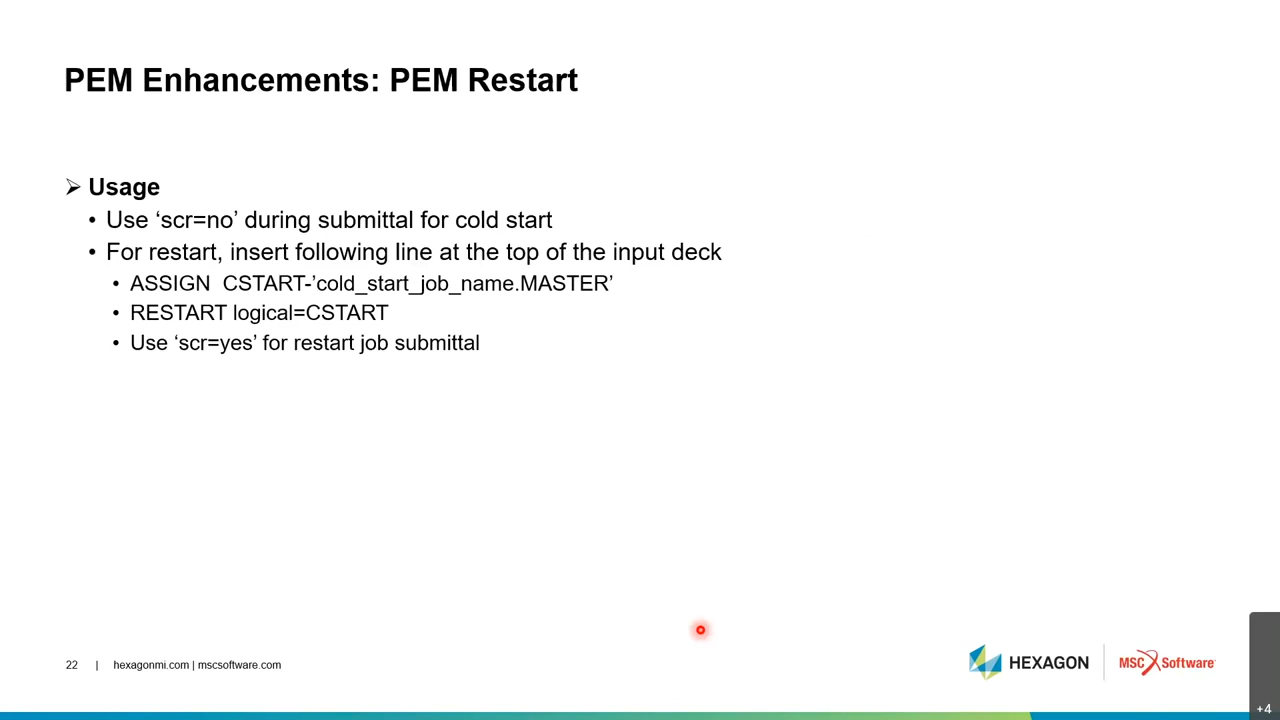 PEM Enhancements: PEM Restart
➢ Usage
• Use ‘scr=no’ during submittal for cold start
• For restart, insert following line at the top of the input deck
• ASSIGN  CSTART-’cold_start_job_name.MASTER’
• RESTART logical=CSTART
• Use ‘scr=yes’ for restart job submittal
22 | hexagonmi.com | mscsoftware.com
HEXAGON
MSC Software
+4